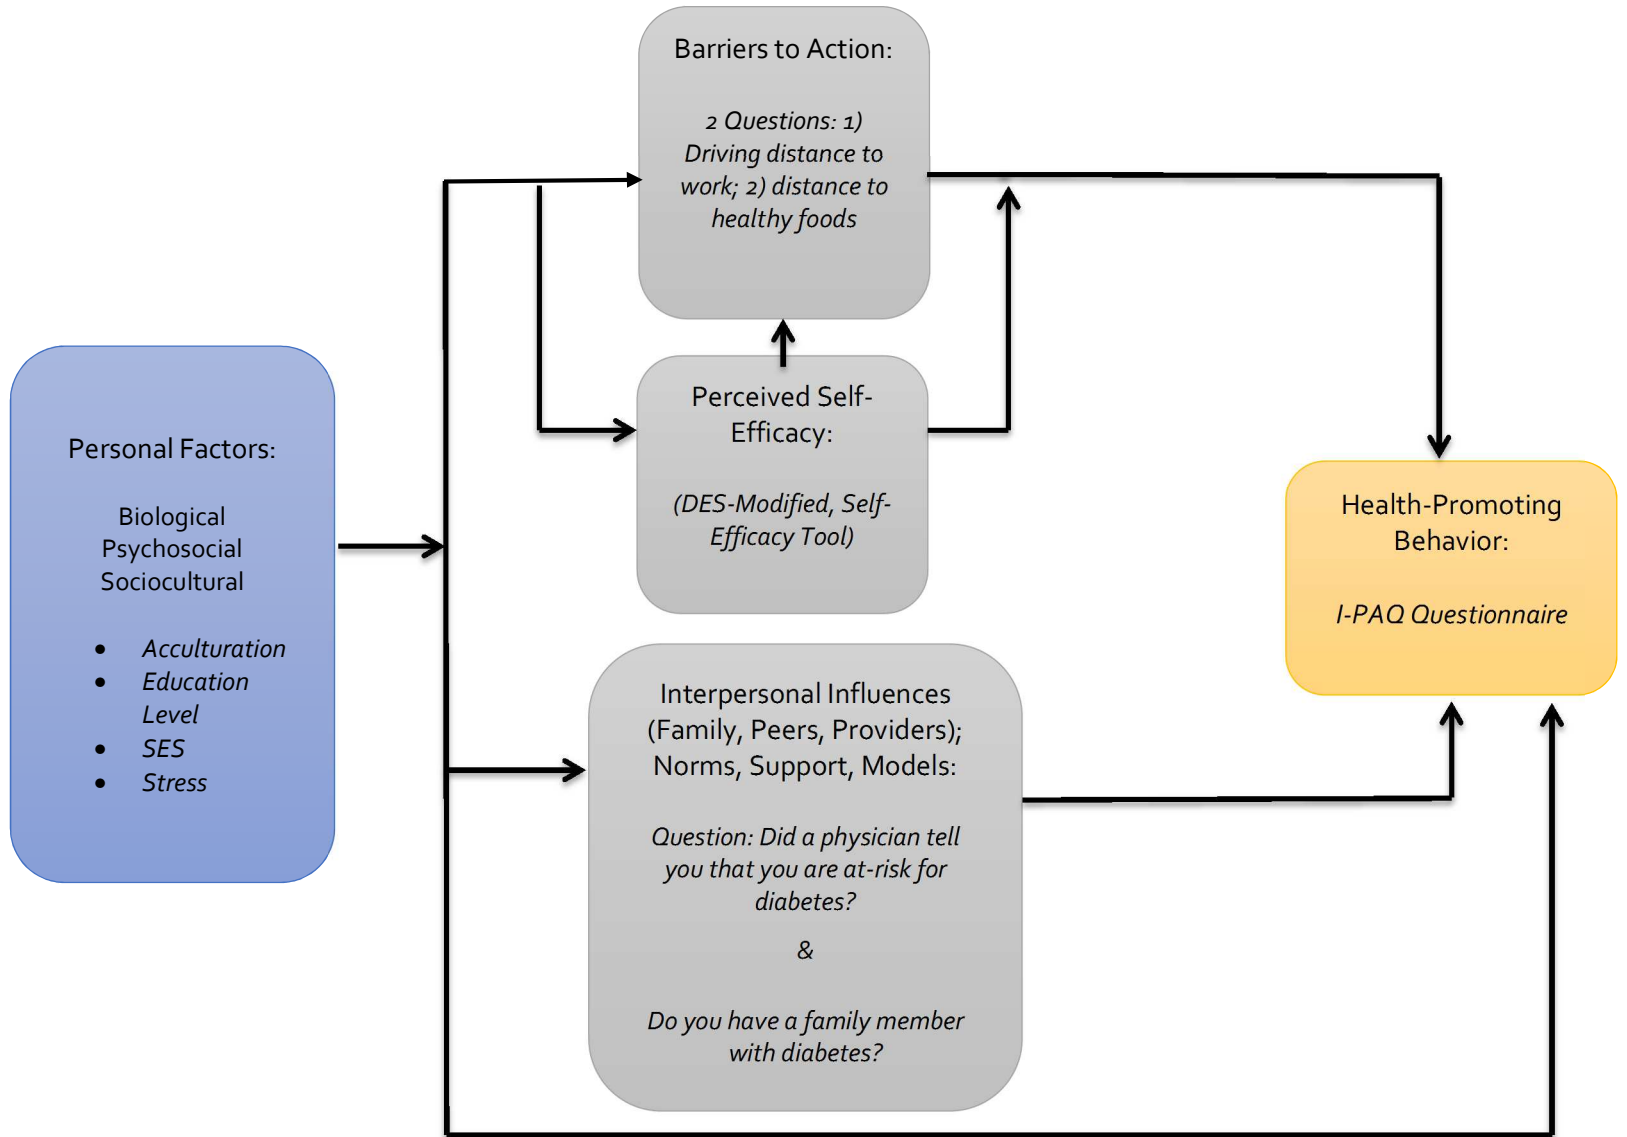 Barriers to Action:
2 Questions: 1)
Driving distance to
work; 2) distance to
healthy foods
Personal Factors:
Biological
Psychosocial
Sociocultural
• Acculturation
• Education
Level
• SES
• Stress
Perceived Self-
Efficacy:
(DES-Modified, Self-
Efficacy Tool)
Interpersonal Influences
(Family, Peers, Providers);
Norms, Support, Models:
Question: Did a physician tell
you that you are at-risk for
diabetes?
&
Do you have a family member
with diabetes?
Health-Promoting
Behavior:
I-PAQ Questionnaire